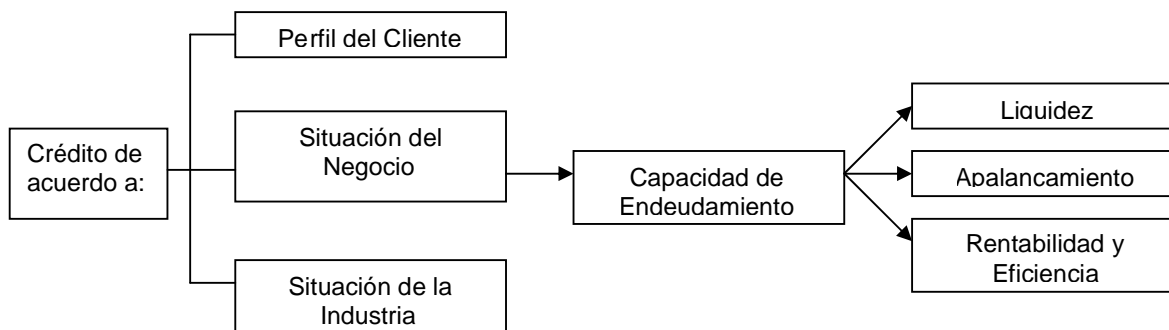 Perfil del Cliente
Crédito de
acuerdo a:
Situación del
Negocio
Situación de la
Industria
Capacidad de
Endeudamiento
Liquidez
Apalancamiento
Rentabilidad y
Eficiencia